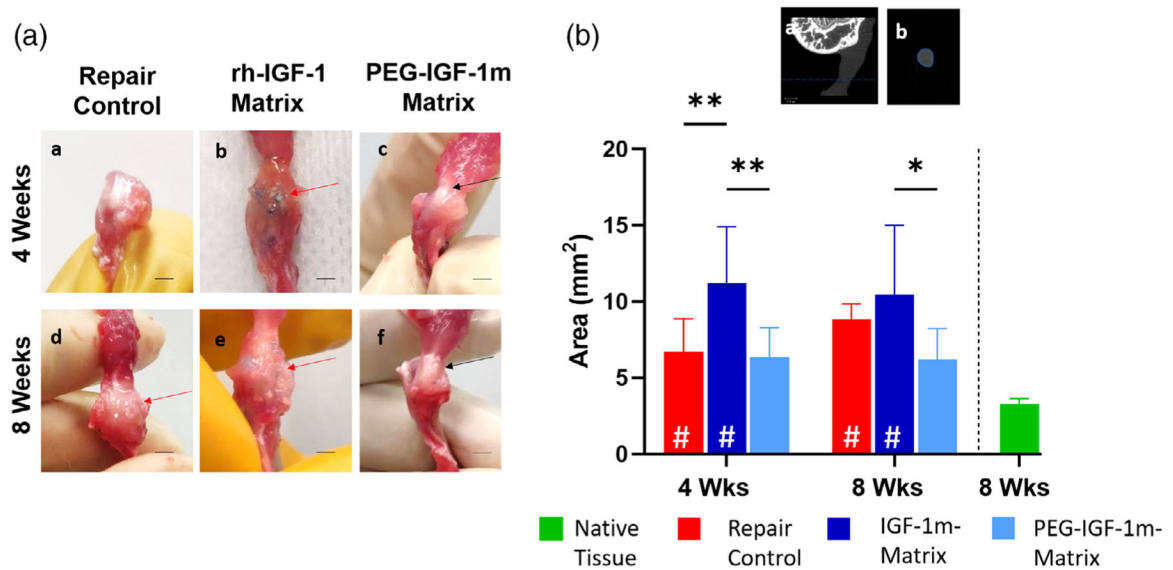 (a)
Repair
Control
rh-IGF-1
Matrix
PEG-IGF-1m
Matrix
4 Weeks
a
b
c
8 Weeks
d
e
f
(b)
a
b
**
**
*
Area (mm²)
20
15
10
5
0
# # # #
4 Wks 8 Wks 8 Wks
Native
Tissue
Repair
Control
IGF-1m-
Matrix
PEG-IGF-1m-
Matrix